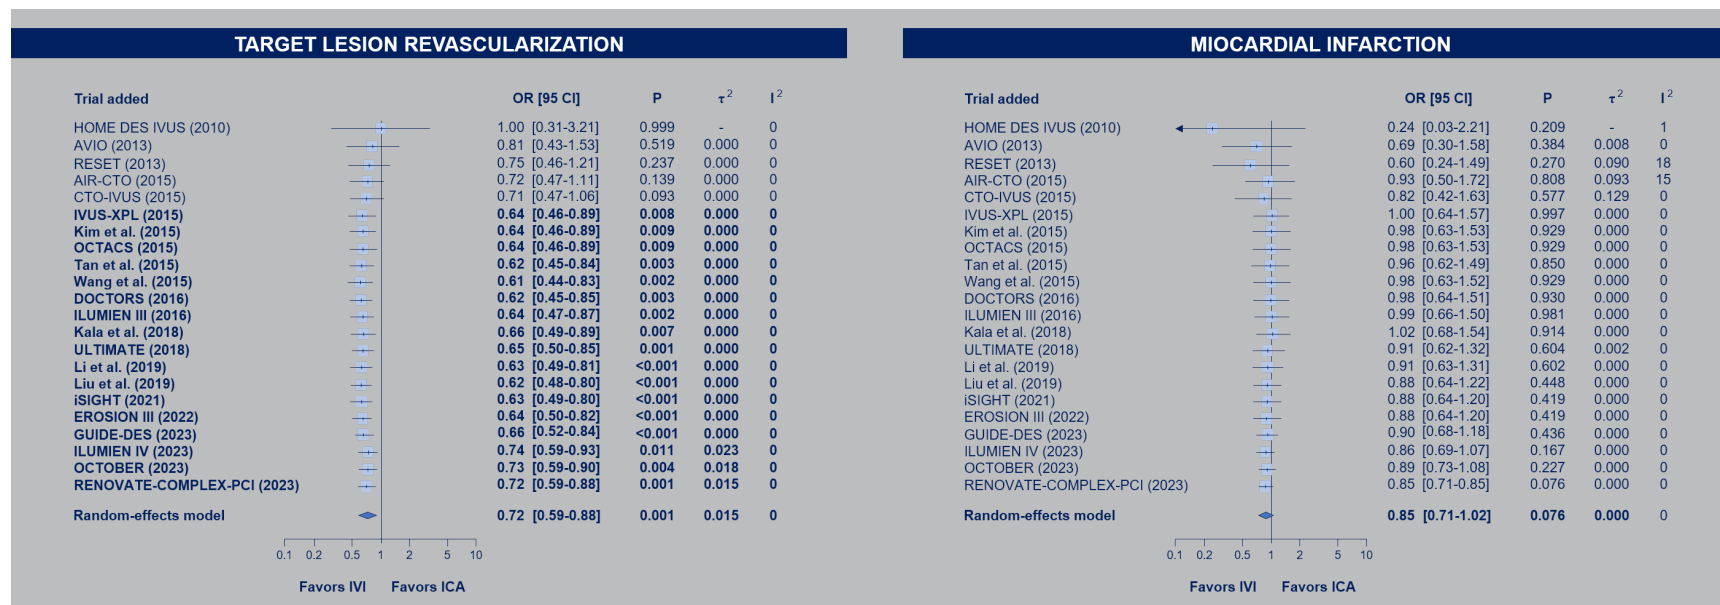 TARGET LESION REVASCULARIZATION
Trial added OR [95 CI] P τ² I²
HOME DES IVUS (2010) 1.00 [0.31-3.21] 0.999 - 0
AVIO (2013) 0.81 [0.43-1.53] 0.519 0.000 0
RESET (2013) 0.75 [0.46-1.21] 0.237 0.000 0
AIR-CTO (2015) 0.72 [0.47-1.11] 0.139 0.000 0
CTO-IVUS (2015) 0.71 [0.47-1.06] 0.093 0.000 0
IVUS-XPL (2015) 0.64 [0.46-0.89] 0.008 0.000 0
Kim et al. (2015) 0.64 [0.46-0.89] 0.009 0.000 0
OCTACS (2015) 0.64 [0.46-0.89] 0.009 0.000 0
Tan et al. (2015) 0.62 [0.45-0.84] 0.003 0.000 0
Wang et al. (2015) 0.61 [0.44-0.83] 0.002 0.000 0
DOCTORS (2016) 0.62 [0.45-0.85] 0.003 0.000 0
ILUMIEN III (2016) 0.64 [0.47-0.87] 0.002 0.000 0
Kala et al. (2018) 0.66 [0.49-0.89] 0.007 0.000 0
ULTIMATE (2018) 0.65 [0.50-0.85] 0.001 0.000 0
Li et al. (2019) 0.63 [0.49-0.81] <0.001 0.000 0
Liu et al. (2019) 0.62 [0.48-0.80] <0.001 0.000 0
iSIGHT (2021) 0.63 [0.49-0.80] <0.001 0.000 0
EROSION III (2022) 0.64 [0.50-0.82] <0.001 0.000 0
GUIDE-DES (2023) 0.66 [0.52-0.84] <0.001 0.000 0
ILUMIEN IV (2023) 0.74 [0.59-0.93] 0.011 0.023 0
OCTOBER (2023) 0.73 [0.59-0.90] 0.004 0.018 0
RENOVATE-COMPLEX-PCI (2023) 0.72 [0.59-0.88] 0.001 0.015 0
Random-effects model 0.72 [0.59-0.88] 0.001 0.015 0
0.1 0.2 0.5 1 2 5 10
Favors IVI Favors ICA
MIOCARDIAL INFARCTION
Trial added OR [95 CI] P τ² I²
HOME DES IVUS (2010) 0.24 [0.03-2.21] 0.209 - 1
AVIO (2013) 0.69 [0.30-1.58] 0.384 0.008 0
RESET (2013) 0.60 [0.24-1.49] 0.270 0.090 18
AIR-CTO (2015) 0.93 [0.50-1.72] 0.808 0.093 15
CTO-IVUS (2015) 0.82 [0.42-1.63] 0.577 0.129 0
IVUS-XPL (2015) 1.00 [0.64-1.57] 0.997 0.000 0
Kim et al. (2015) 0.98 [0.63-1.53] 0.929 0.000 0
OCTACS (2015) 0.98 [0.63-1.53] 0.929 0.000 0
Tan et al. (2015) 0.96 [0.62-1.49] 0.850 0.000 0
Wang et al. (2015) 0.98 [0.63-1.52] 0.929 0.000 0
DOCTORS (2016) 0.98 [0.64-1.51] 0.930 0.000 0
ILUMIEN III (2016) 0.99 [0.66-1.50] 0.981 0.000 0
Kala et al. (2018) 1.02 [0.68-1.54] 0.914 0.000 0
ULTIMATE (2018) 0.91 [0.62-1.32] 0.604 0.002 0
Li et al. (2019) 0.91 [0.63-1.31] 0.602 0.000 0
Liu et al. (2019) 0.88 [0.64-1.22] 0.448 0.000 0
iSIGHT (2021) 0.88 [0.64-1.20] 0.419 0.000 0
EROSION III (2022) 0.88 [0.64-1.20] 0.419 0.000 0
GUIDE-DES (2023) 0.90 [0.68-1.18] 0.436 0.000 0
ILUMIEN IV (2023) 0.86 [0.69-1.07] 0.167 0.000 0
OCTOBER (2023) 0.89 [0.73-1.08] 0.227 0.000 0
RENOVATE-COMPLEX-PCI (2023) 0.85 [0.71-0.85] 0.076 0.000 0
Random-effects model 0.85 [0.71-1.02] 0.076 0.000 0
0.1 0.2 0.5 1 2 5 10
Favors IVI Favors ICA